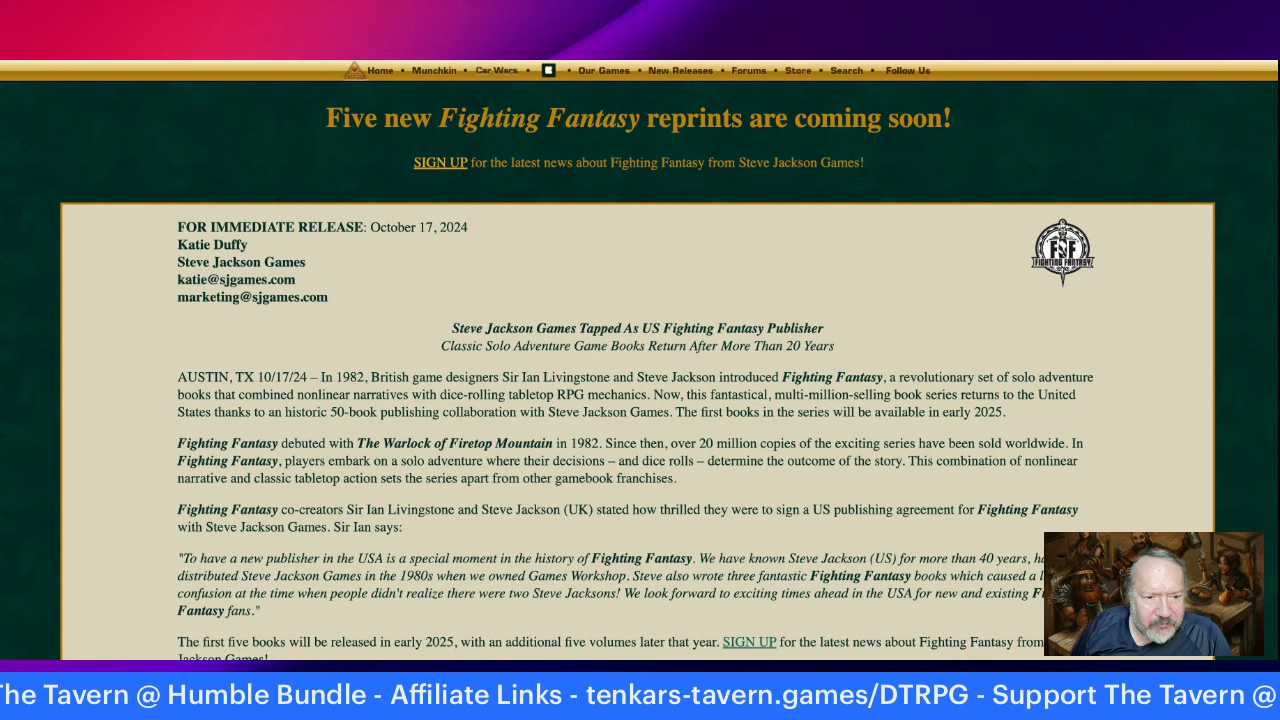 Home • Munchkin • Car Wars • • Our Games • New Releases • Forums • Store • Search • Follow Us
Five new Fighting Fantasy reprints are coming soon!
SIGN UP for the latest news about Fighting Fantasy from Steve Jackson Games!
FOR IMMEDIATE RELEASE: October 17, 2024
Katie Duffy
Steve Jackson Games
katie@sjgames.com
marketing@sjgames.com
FF
FIGHTING FANTASY
Steve Jackson Games Tapped As US Fighting Fantasy Publisher
Classic Solo Adventure Game Books Return After More Than 20 Years
AUSTIN, TX 10/17/24 – In 1982, British game designers Sir Ian Livingstone and Steve Jackson introduced Fighting Fantasy, a revolutionary set of solo adventure
books that combined nonlinear narratives with dice-rolling tabletop RPG mechanics. Now, this fantastical, multi-million-selling book series returns to the United
States thanks to an historic 50-book publishing collaboration with Steve Jackson Games. The first books in the series will be available in early 2025.
Fighting Fantasy debuted with The Warlock of Firetop Mountain in 1982. Since then, over 20 million copies of the exciting series have been sold worldwide. In
Fighting Fantasy, players embark on a solo adventure where their decisions – and dice rolls – determine the outcome of the story. This combination of nonlinear
narrative and classic tabletop action sets the series apart from other gamebook franchises.
Fighting Fantasy co-creators Sir Ian Livingstone and Steve Jackson (UK) stated how thrilled they were to sign a US publishing agreement for Fighting Fantasy
with Steve Jackson Games. Sir Ian says:
"To have a new publisher in the USA is a special moment in the history of Fighting Fantasy. We have known Steve Jackson (US) for more than 40 years,
distributed Steve Jackson Games in the 1980s when we owned Games Workshop. Steve also wrote three fantastic Fighting Fantasy books which caused a
confusion at the time when people didn't realize there were two Steve Jacksons! We look forward to exciting times ahead in the USA for new and existing
Fantasy fans."
The first five books will be released in early 2025, with an additional five volumes later that year. SIGN UP for the latest news about Fighting Fantasy from
Jackson Games!
The Tavern @ Humble Bundle - Affiliate Links - tenkars-tavern.games/DTRPG - Support The Tavern @